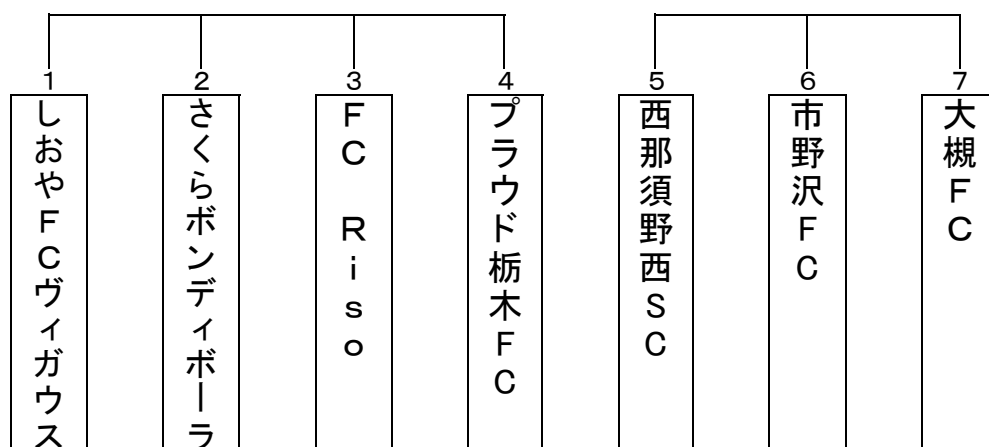 1
しおやFCヴィガウス
2
さくらボンディボーラ
3
FC Riso
4
プラウド栃木FC
5
西那須野西SC
6
市野沢FC
7
大槻FC